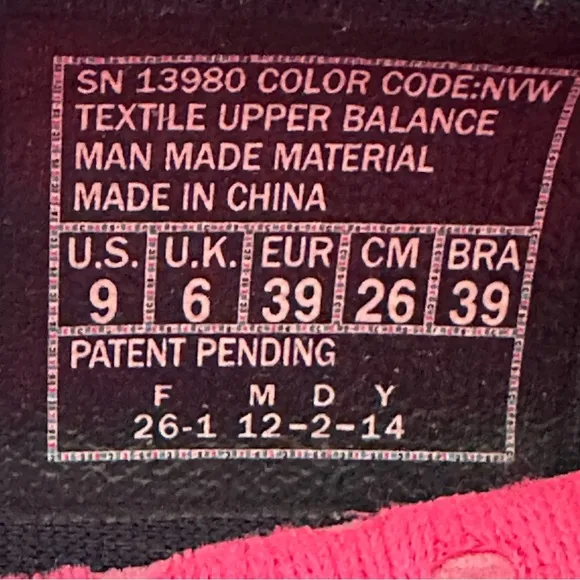 SN 13980 COLOR CODE:NVW
TEXTILE UPPER BALANCE
MAN MADE MATERIAL
MADE IN CHINA
U.S. U.K. EUR CM BRA
9 6 39 26 39
PATENT PENDING
F M D Y
26-1 12-2-14